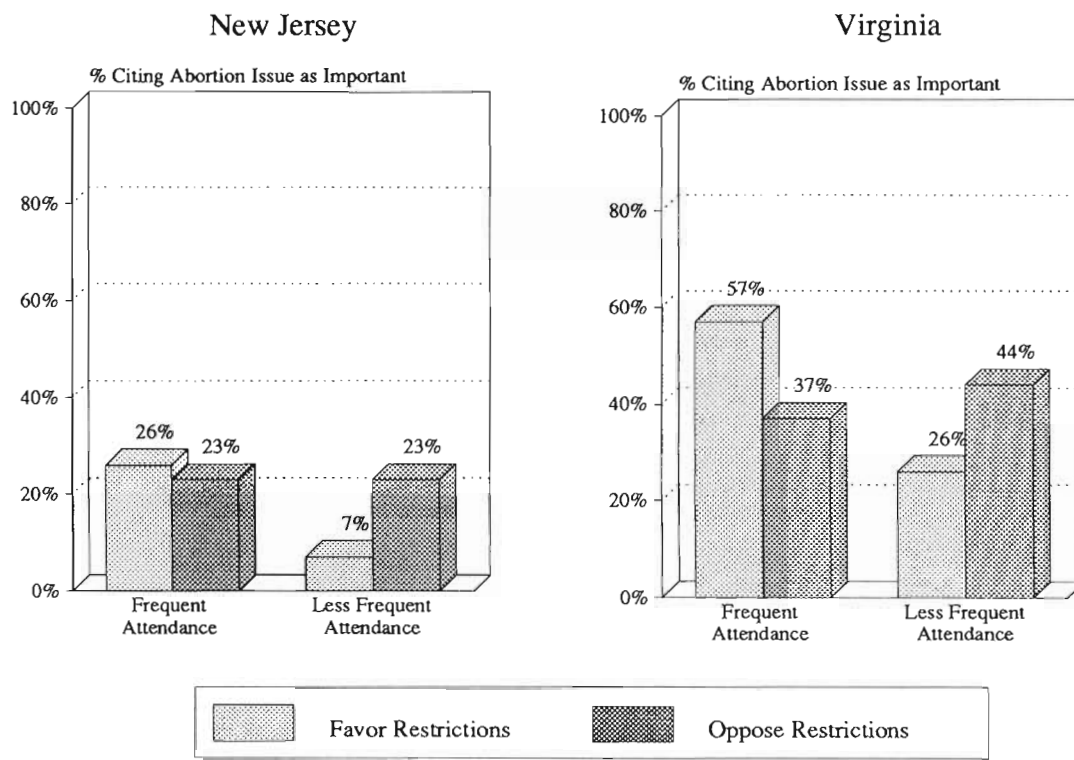 New Jersey
% Citing Abortion Issue as Important
100%
80%
60%
40%
20%
0%
26%
23%
7%
23%
Frequent
Attendance
Less Frequent
Attendance
Virginia
% Citing Abortion Issue as Important
100%
80%
60%
40%
20%
0%
57%
37%
26%
44%
Frequent
Attendance
Less Frequent
Attendance
Favor Restrictions
Oppose Restrictions